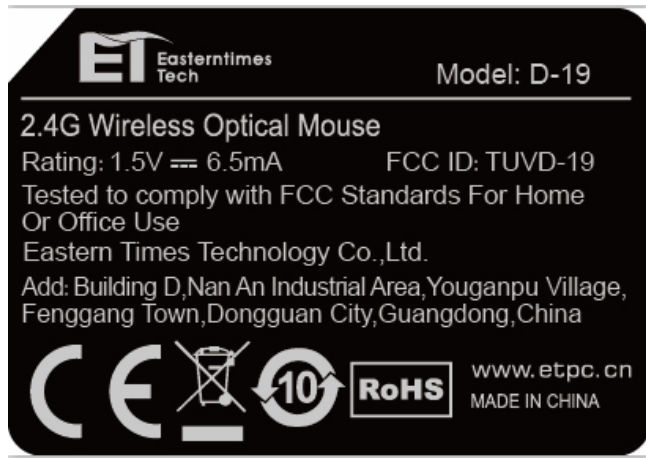 ET Easterntimes
Tech
Model: D-19
2.4G Wireless Optical Mouse
Rating: 1.5V ⎓ 6.5mA FCC ID: TUVD-19
Tested to comply with FCC Standards For Home
Or Office Use
Eastern Times Technology Co.,Ltd.
Add: Building D,Nan An Industrial Area,Youganpu Village,
Fenggang Town,Dongguan City,Guangdong,China
CE 10 RoHS www.etpc.cn
MADE IN CHINA